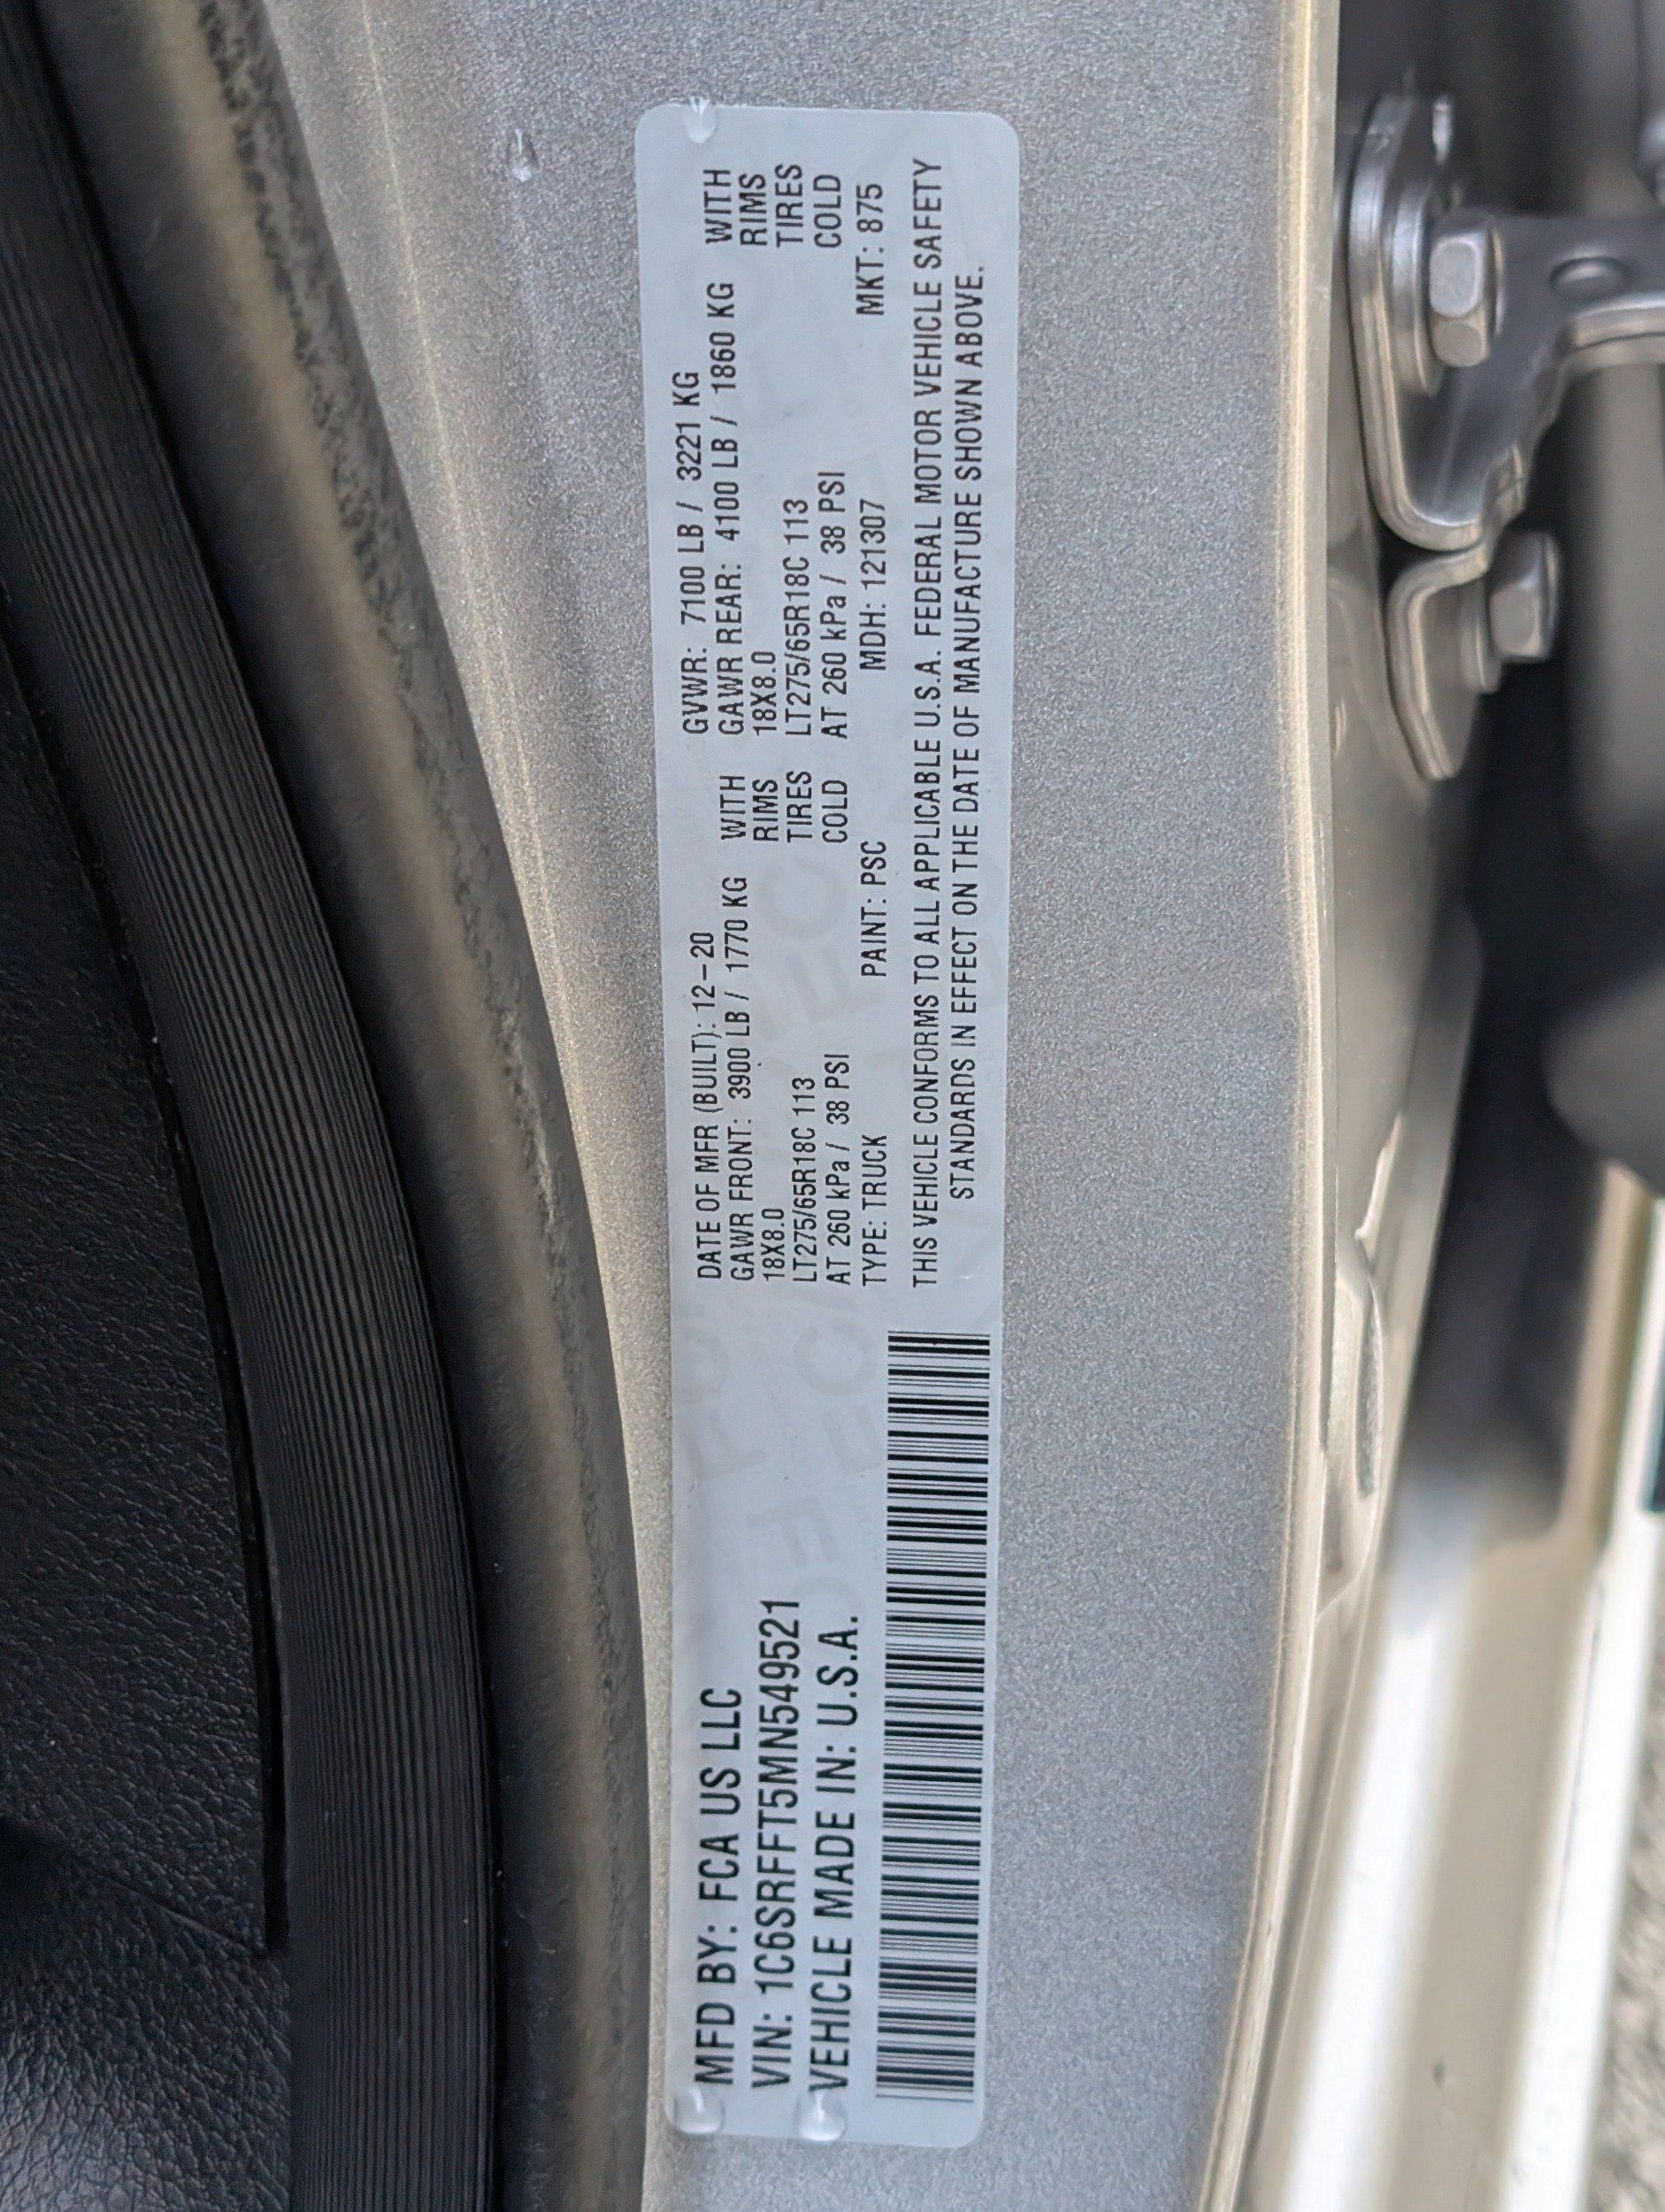 MFD BY: FCA US LLC
VIN: 1C6SRFFT5MN549521
VEHICLE MADE IN: U.S.A.
DATE OF MFR (BUILT): 12-20 GVWR: 7100 LB / 3221 KG
GAWR FRONT: 3900 LB / 1770 KG WITH GAWR REAR: 4100 LB / 1860 KG WITH
18X8.0 RIMS 18X8.0 RIMS
LT275/65R18C 113 TIRES LT275/65R18C 113 TIRES
AT 260 kPa / 38 PSI COLD AT 260 kPa / 38 PSI COLD
TYPE: TRUCK PAINT: PSC MDH: 121307 MKT: 875
THIS VEHICLE CONFORMS TO ALL APPLICABLE U.S.A. FEDERAL MOTOR VEHICLE SAFETY
STANDARDS IN EFFECT ON THE DATE OF MANUFACTURE SHOWN ABOVE.